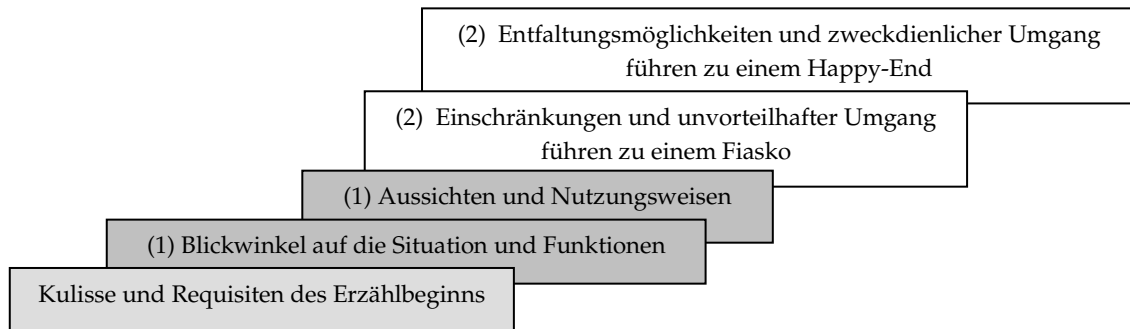 (2) Entfaltungsmöglichkeiten und zweckdienlicher Umgang
führen zu einem Happy-End
(2) Einschränkungen und unvorteilhafter Umgang
führen zu einem Fiasko
(1) Aussichten und Nutzungsweisen
(1) Blickwinkel auf die Situation und Funktionen
Kulisse und Requisiten des Erzählbeginns